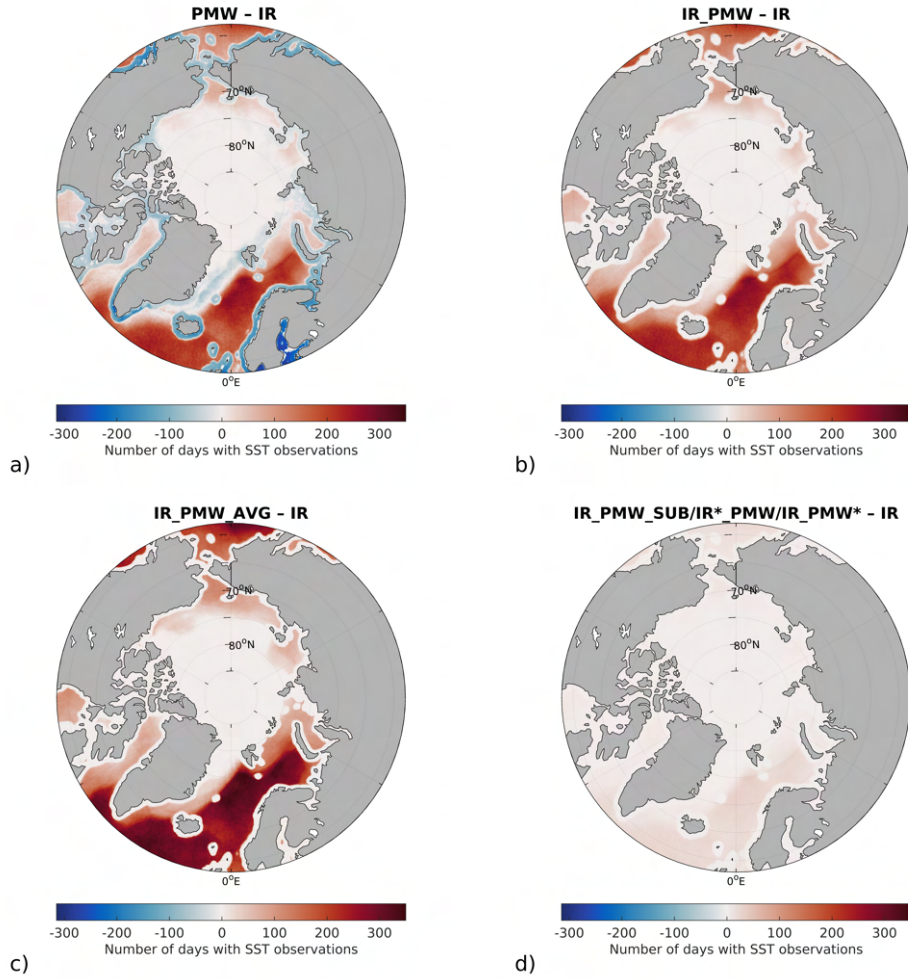 PMW – IR
70°N
80°N
0°E
-300 -200 -100 0 100 200 300
Number of days with SST observations
a)
IR_PMW – IR
70°N
80°N
0°E
-300 -200 -100 0 100 200 300
Number of days with SST observations
b)
IR_PMW_AVG – IR
70°N
80°N
0°E
-300 -200 -100 0 100 200 300
Number of days with SST observations
c)
IR_PMW_SUB/IR*_PMW/IR_PMW* – IR
70°N
80°N
0°E
-300 -200 -100 0 100 200 300
Number of days with SST observations
d)